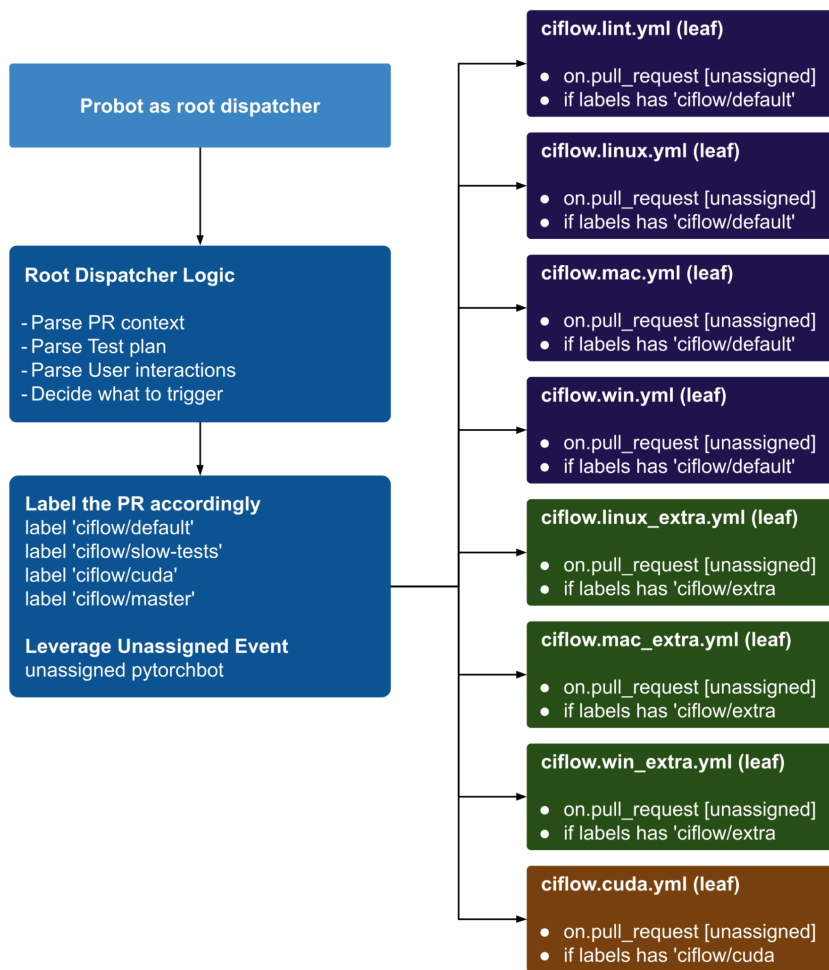 Probot as root dispatcher
Root Dispatcher Logic
- Parse PR context
- Parse Test plan
- Parse User interactions
- Decide what to trigger
Label the PR accordingly
label 'ciflow/default'
label 'ciflow/slow-tests'
label 'ciflow/cuda'
label 'ciflow/master'
Leverage Unassigned Event
unassigned pytorchbot
ciflow.lint.yml (leaf)
● on.pull_request [unassigned]
● if labels has 'ciflow/default'
ciflow.linux.yml (leaf)
● on.pull_request [unassigned]
● if labels has 'ciflow/default'
ciflow.mac.yml (leaf)
● on.pull_request [unassigned]
● if labels has 'ciflow/default'
ciflow.win.yml (leaf)
● on.pull_request [unassigned]
● if labels has 'ciflow/default'
ciflow.linux_extra.yml (leaf)
● on.pull_request [unassigned]
● if labels has 'ciflow/extra
ciflow.mac_extra.yml (leaf)
● on.pull_request [unassigned]
● if labels has 'ciflow/extra
ciflow.win_extra.yml (leaf)
● on.pull_request [unassigned]
● if labels has 'ciflow/extra
ciflow.cuda.yml (leaf)
● on.pull_request [unassigned]
● if labels has 'ciflow/cuda